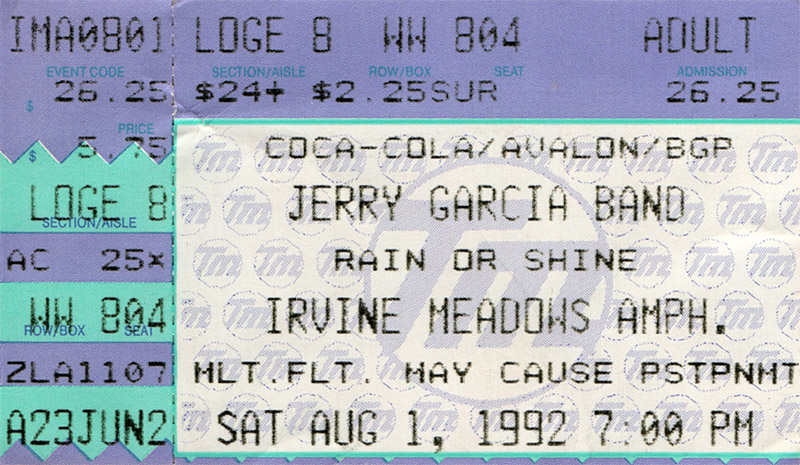 IMA0801 LOGE 8 WW 804 ADULT
EVENT CODE SECTION/AISLE ROW/BOX SEAT ADMISSION
$ 26.25 $24+ $2.25SUR 26.25
PRICE
$ 5.75 COCA-COLA/AVALON/BGP
LOGE 8 JERRY GARCIA BAND
SECTION/AISLE
AC 25* RAIN OR SHINE
WW 804 IRVINE MEADOWS AMPH.
ROW/BOX SEAT
ZLA1107 MLT.FLT. MAY CAUSE PSTPNMT
A23JUN2 SAT AUG 1, 1992 7:00 PM